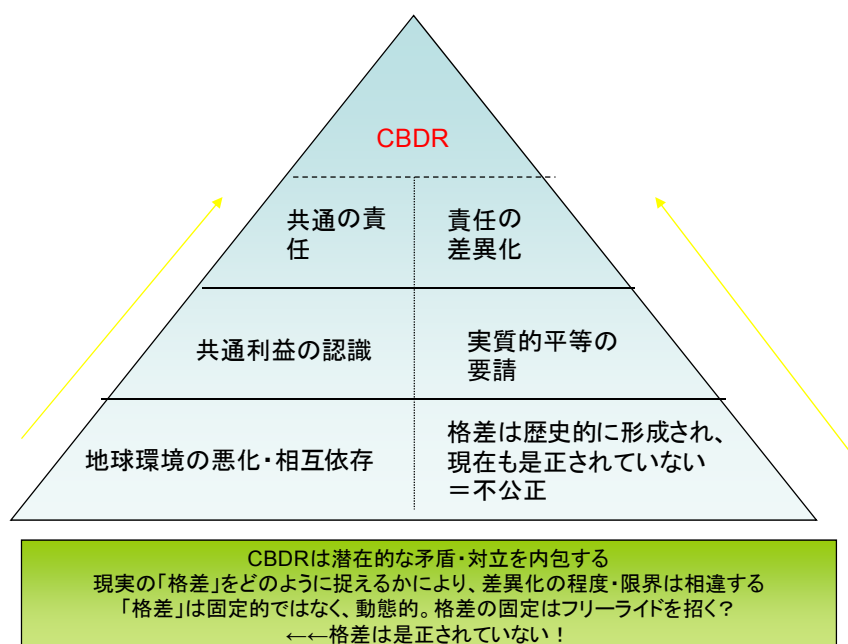 CBDR
共通の責
任
責任の
差異化
共通利益の認識
実質的平等の
要請
地球環境の悪化・相互依存
格差は歴史的に形成され、
現在も是正されていない
＝不公正
CBDRは潜在的な矛盾・対立を内包する
現実の「格差」をどのように捉えるかにより、差異化の程度・限界は相違する
「格差」は固定的ではなく、動態的。格差の固定はフリーライドを招く？
←←格差は是正されていない！